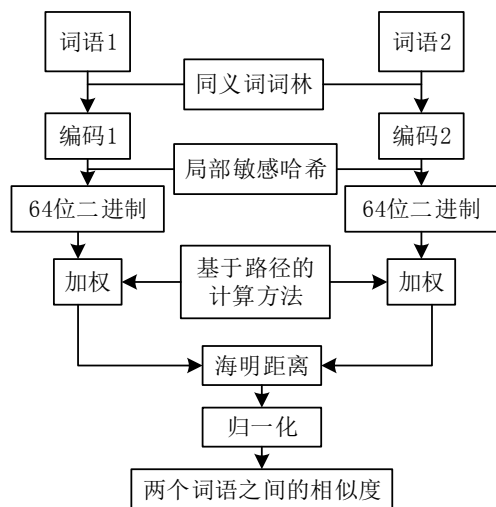 词语1
词语2
同义词词林
编码1
编码2
局部敏感哈希
64位二进制
64位二进制
加权
基于路径的
计算方法
加权
海明距离
归一化
两个词语之间的相似度